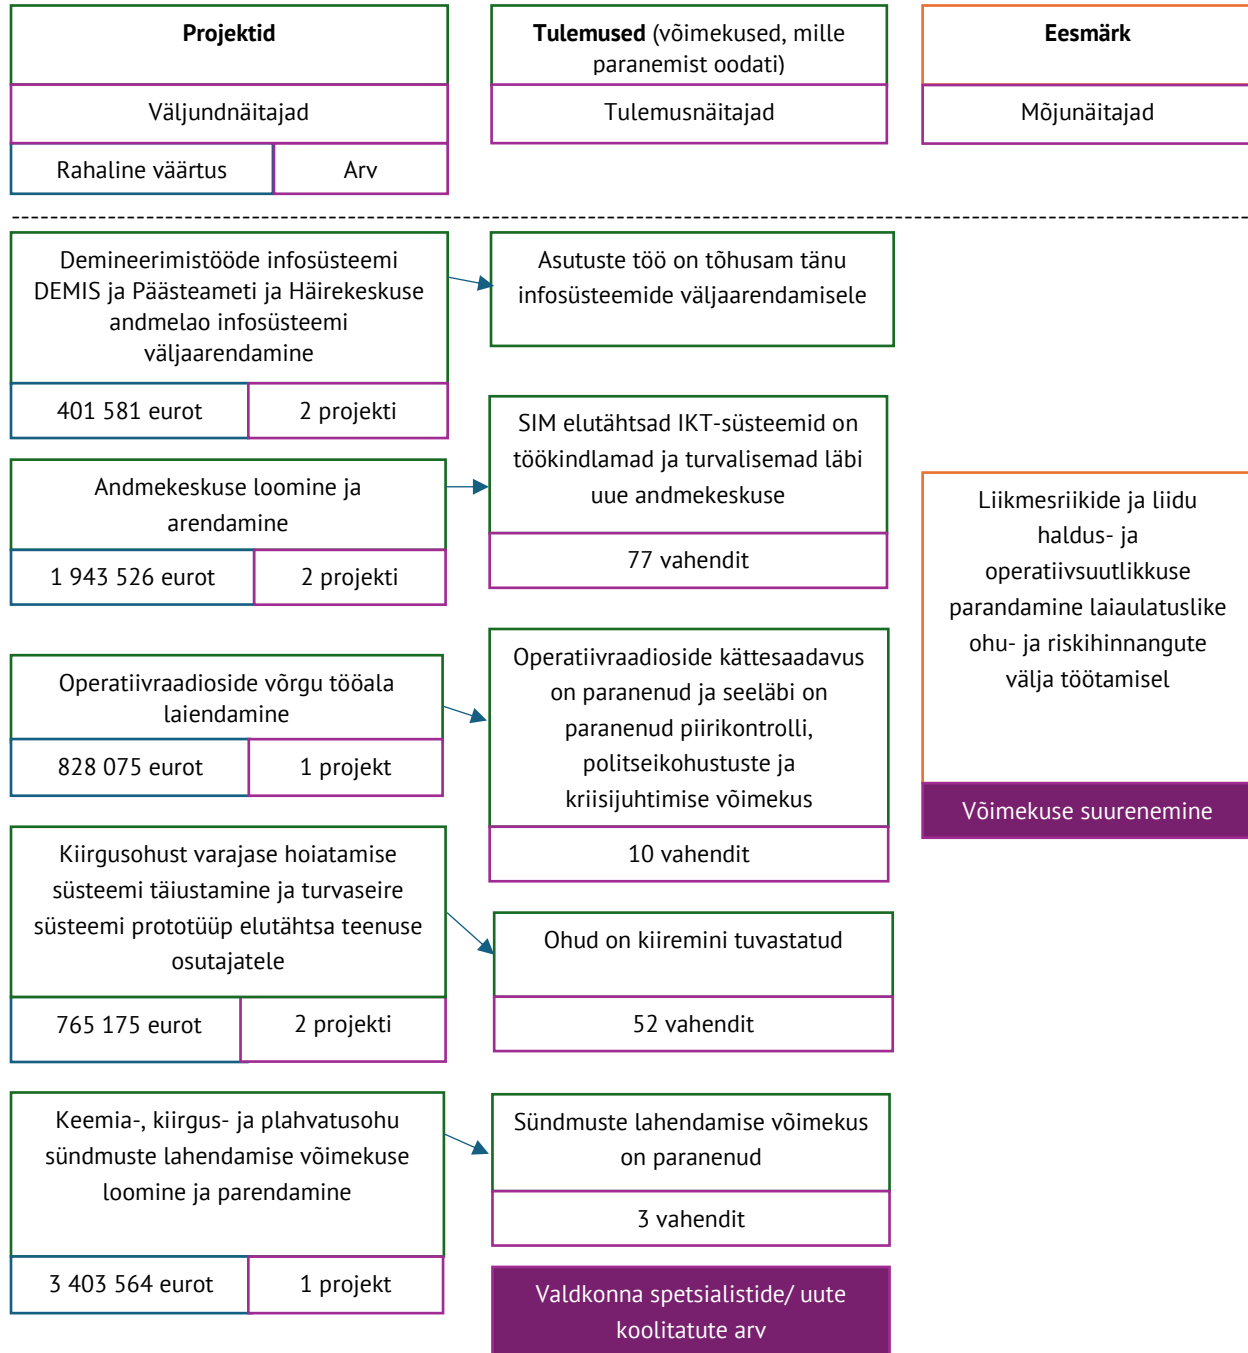 Projektid
Väljundnäitajad
Rahaline väärtus
Arv
Tulemused (võimekused, mille
paranemist oodati)
Tulemusnäitajad
Eesmärk
Mõjunäitajad
Demineerimistööde infosüsteemi
DEMIS ja Päästeameti ja Häirekeskuse
andmelao infosüsteemi
väljaarendamine
401 581 eurot
2 projekti
Asutuste töö on tõhusam tänu
infosüsteemide väljaarendamisele
Andmekeskuse loomine ja
arendamine
1 943 526 eurot
2 projekti
SIM elutähtsad IKT-süsteemid on
töökindlamad ja turvalisemad läbi
uue andmekeskuse
77 vahendit
Operatiivraadioside võrgu tööala
laiendamine
828 075 eurot
1 projekt
Operatiivraadioside kättesaadavus
on paranenud ja seeläbi on
paranenud piirikontrolli,
politseikohustuste ja
kriisijuhtimise võimekus
10 vahendit
Kiirgusohust varajase hoiatamise
süsteemi täiustamine ja turvaseire
süsteemi prototüüp elutähtsa teenuse
osutajatele
765 175 eurot
2 projekti
Ohud on kiiremini tuvastatud
52 vahendit
Keemia-, kiirgus- ja plahvatusohu
sündmuste lahendamise võimekuse
loomine ja parendamine
3 403 564 eurot
1 projekt
Sündmuste lahendamise võimekus
on paranenud
3 vahendit
Valdkonna spetsialistide/ uute
koolitatute arv
Liikmesriikide ja liidu
haldus- ja
operatiivsuutlikkuse
parandamine laiaulatuslike
ohu- ja riskihinnangute
välja töötamisel
Võimekuse suurenemine